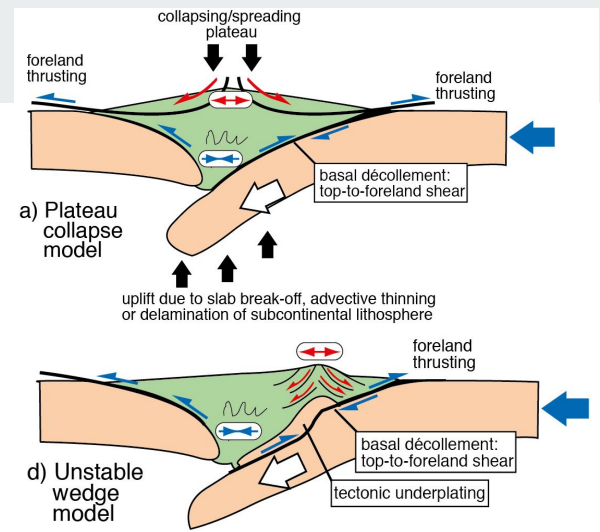 collapsing/spreading
plateau
foreland
thrusting
foreland
thrusting
basal décollement:
top-to-foreland shear
a) Plateau
collapse
model
uplift due to slab break-off, advective thinning
or delamination of subcontinental lithosphere
foreland
thrusting
basal décollement:
top-to-foreland shear
d) Unstable
wedge
model
tectonic underplating